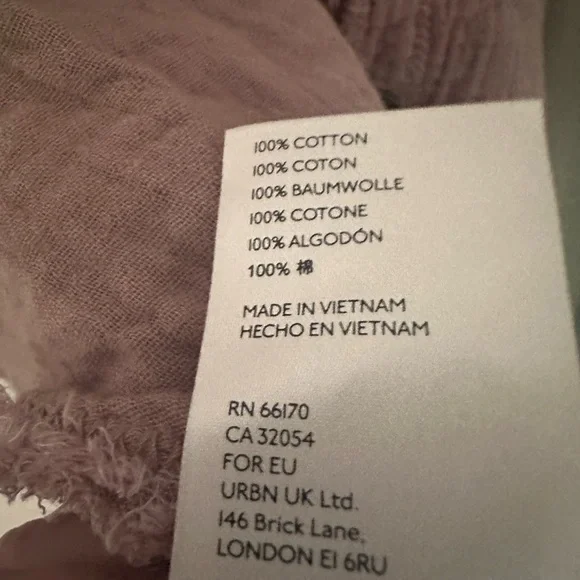 100% COTTON
100% COTON
100% BAUMWOLLE
100% COTONE
100% ALGODÓN
100% 棉
MADE IN VIETNAM
HECHO EN VIETNAM
RN 66170
CA 32054
FOR EU
URBN UK Ltd.
146 Brick Lane,
LONDON E1 6RU